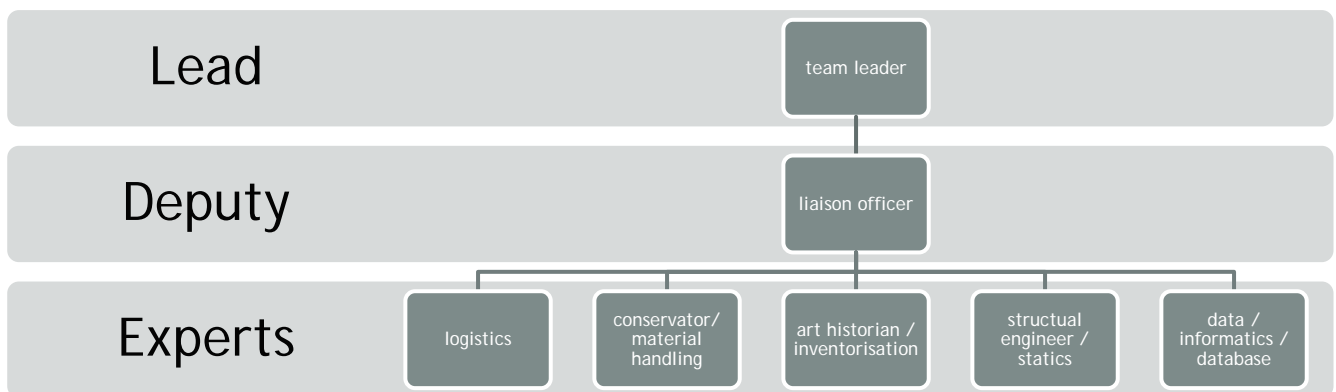 Lead
team leader
Deputy
liaison officer
Experts
logistics
conservator/
material
handling
art historian /
inventorisation
structual
engineer /
statics
data /
informatics /
database